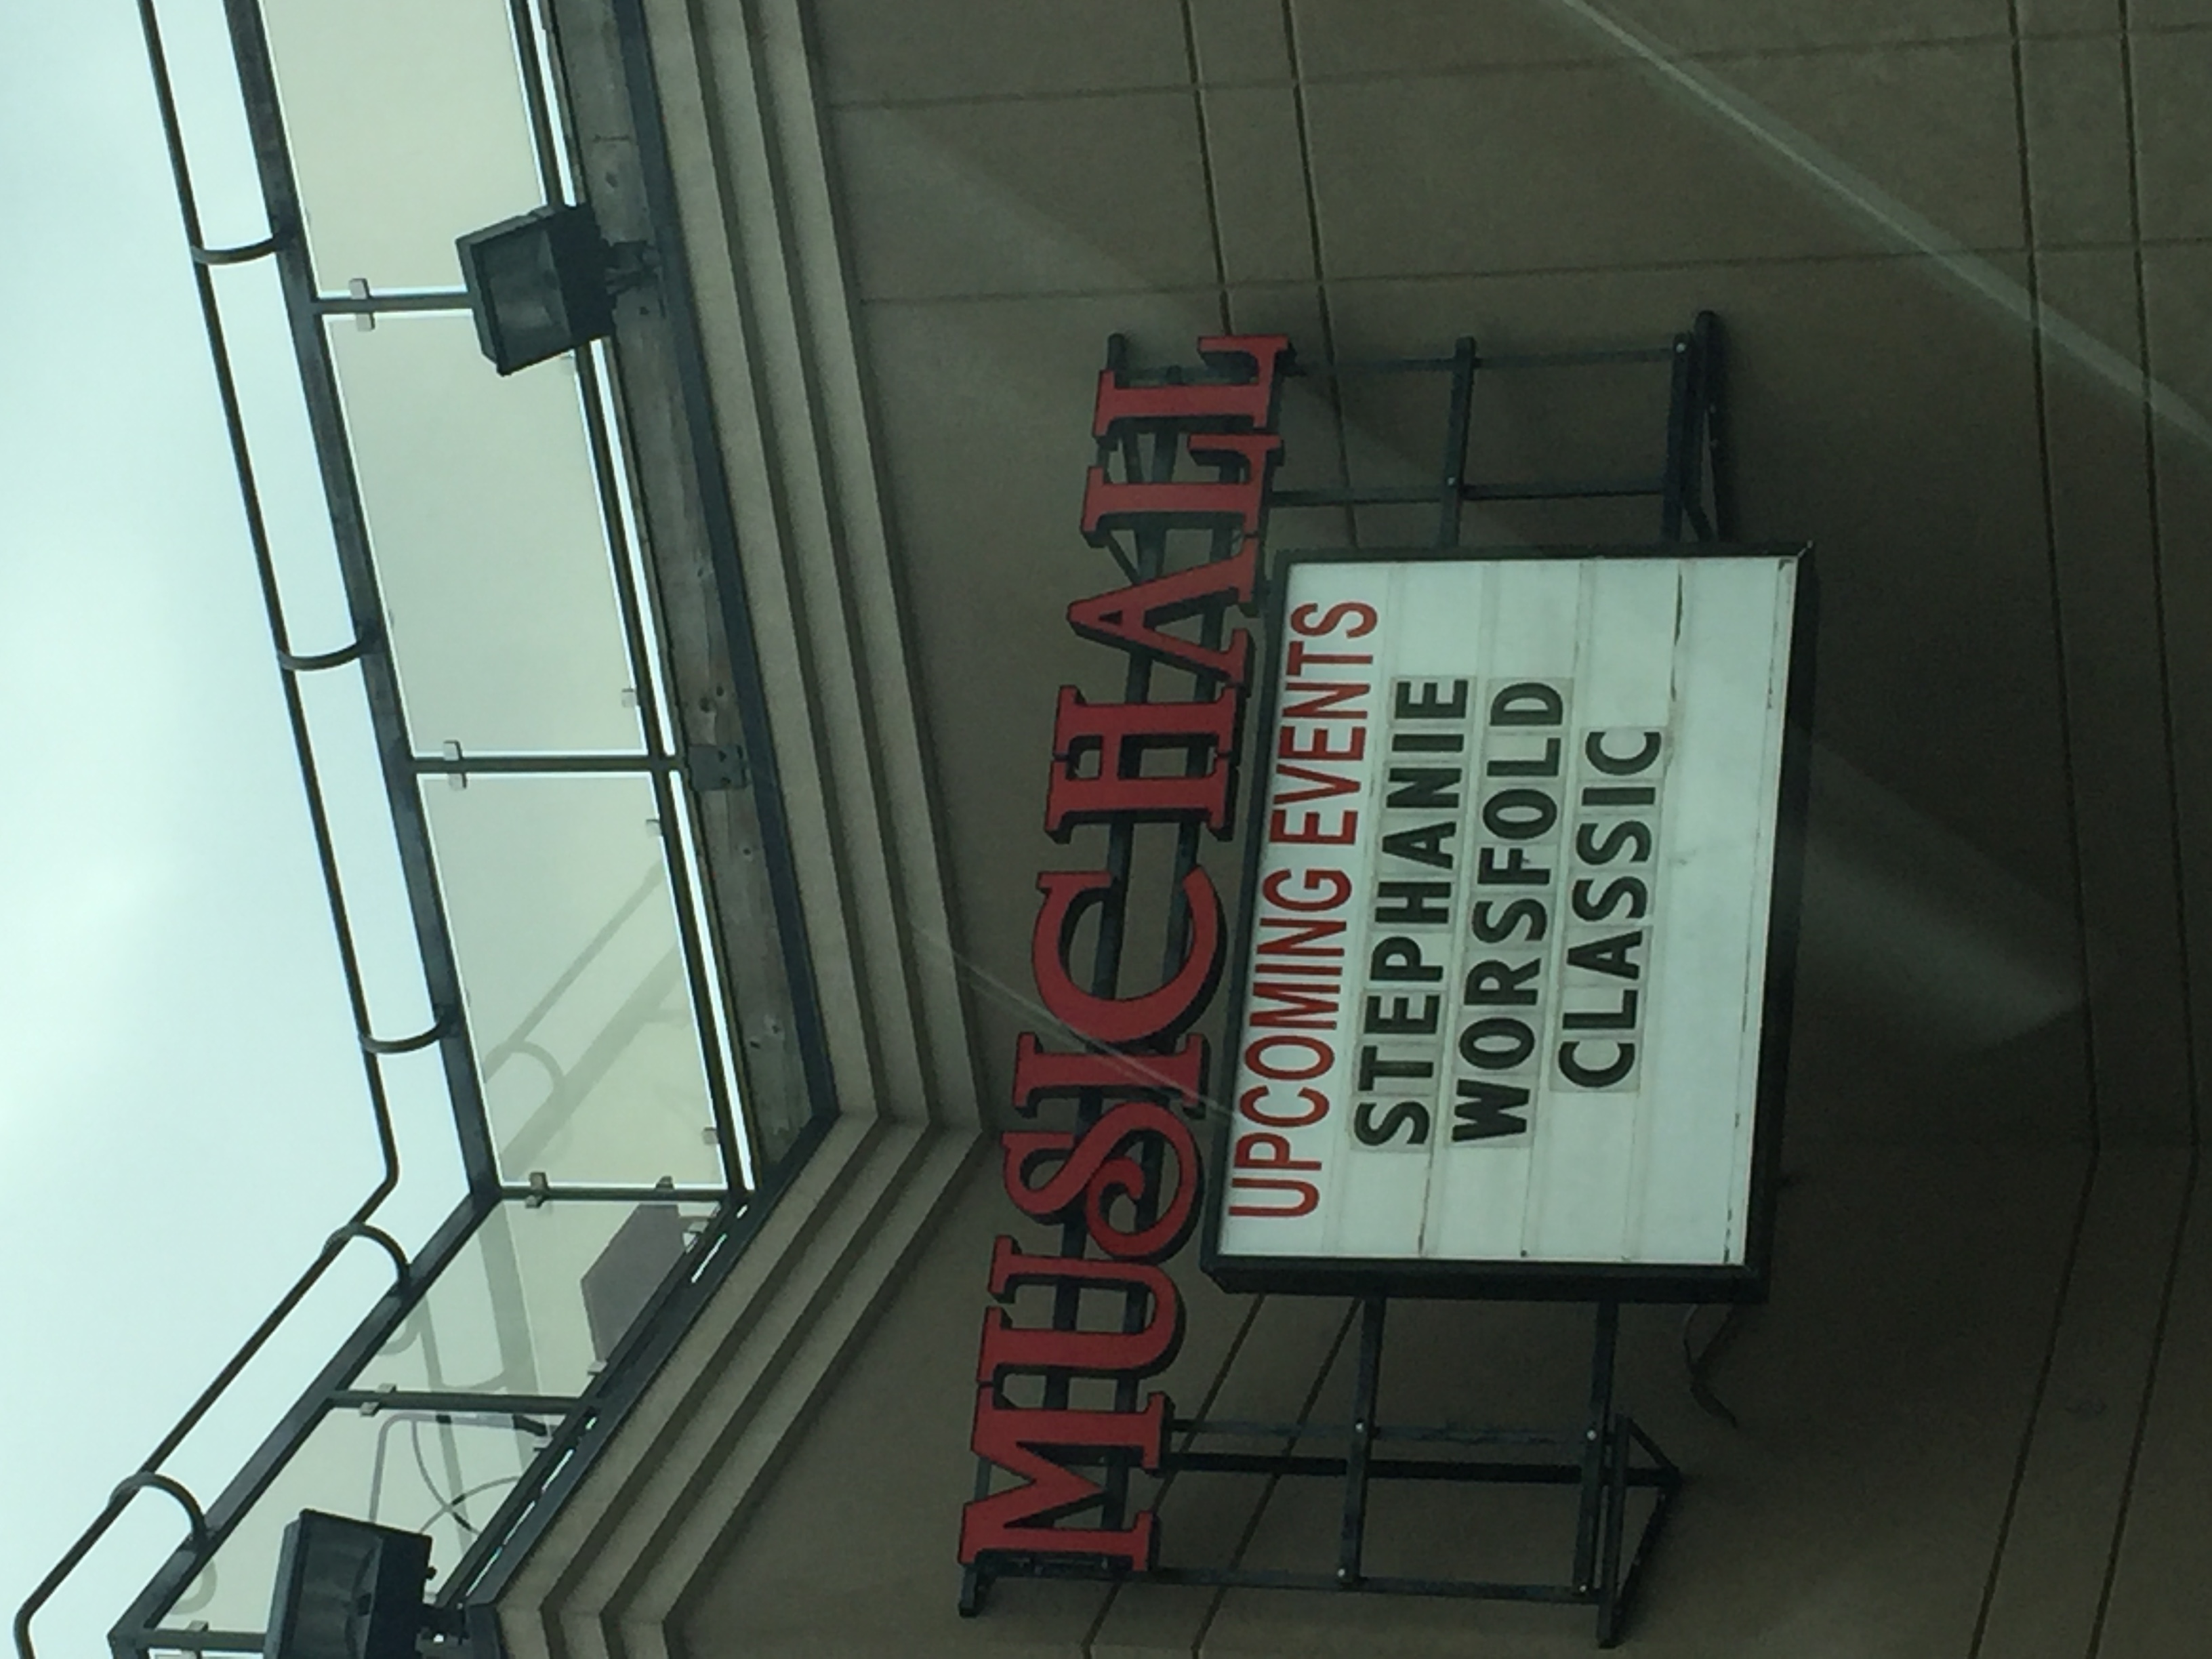 MUSIC HALL
UPCOMING EVENTS
STEPHANIE
WORSFOLD
CLASSIC